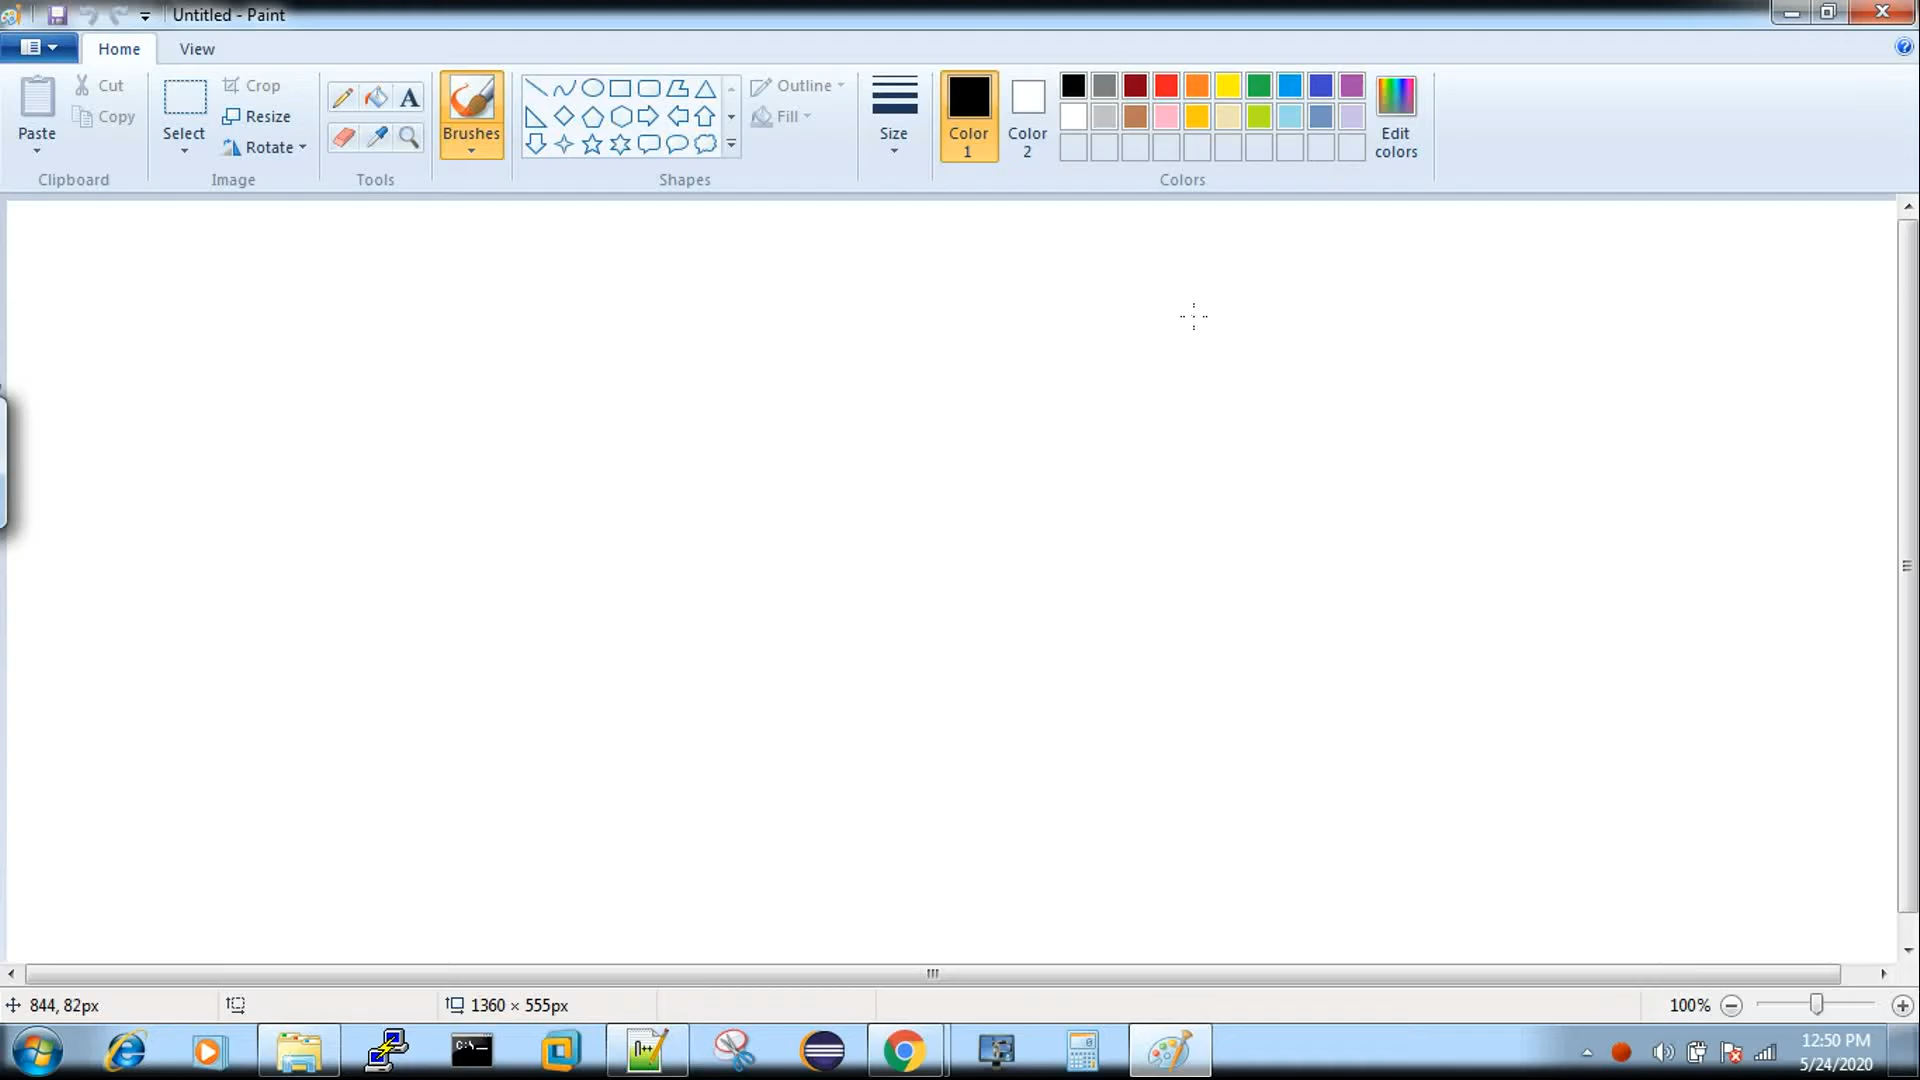 Untitled - Paint
Home
View
Paste
Cut
Copy
Clipboard
Select
Crop
Resize
Rotate
Image
A
Tools
Brushes
Outline
Fill
Shapes
Size
Color
1
Color
2
Edit
colors
Colors
844, 82px
1360 × 555px
100%
C:\
N++
12:50 PM
5/24/2020